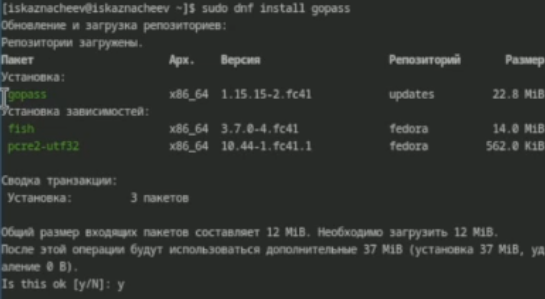 [iskaznacheev@iskaznacheev ~]$ sudo dnf install gopass
Обновление и загрузка репозиториев:
Репозитории загружены.
Пакет Арх. Версия Репозиторий Размер
Установка:
gopass x86_64 1.15.15-2.fc41 updates 22.8 MiB
Установка зависимостей:
fish x86_64 3.7.0-4.fc41 fedora 14.0 MiB
pcre2-utf32 x86_64 10.44-1.fc41.1 fedora 562.0 KiB
Сводка транзакции:
Установка: 3 пакетов
Общий размер входящих пакетов составляет 12 MiB. Необходимо загрузить 12 MiB.
После этой операции будут использоваться дополнительные 37 MiB (установка 37 MiB, уд
аление 0 B).
Is this ok [y/N]: y